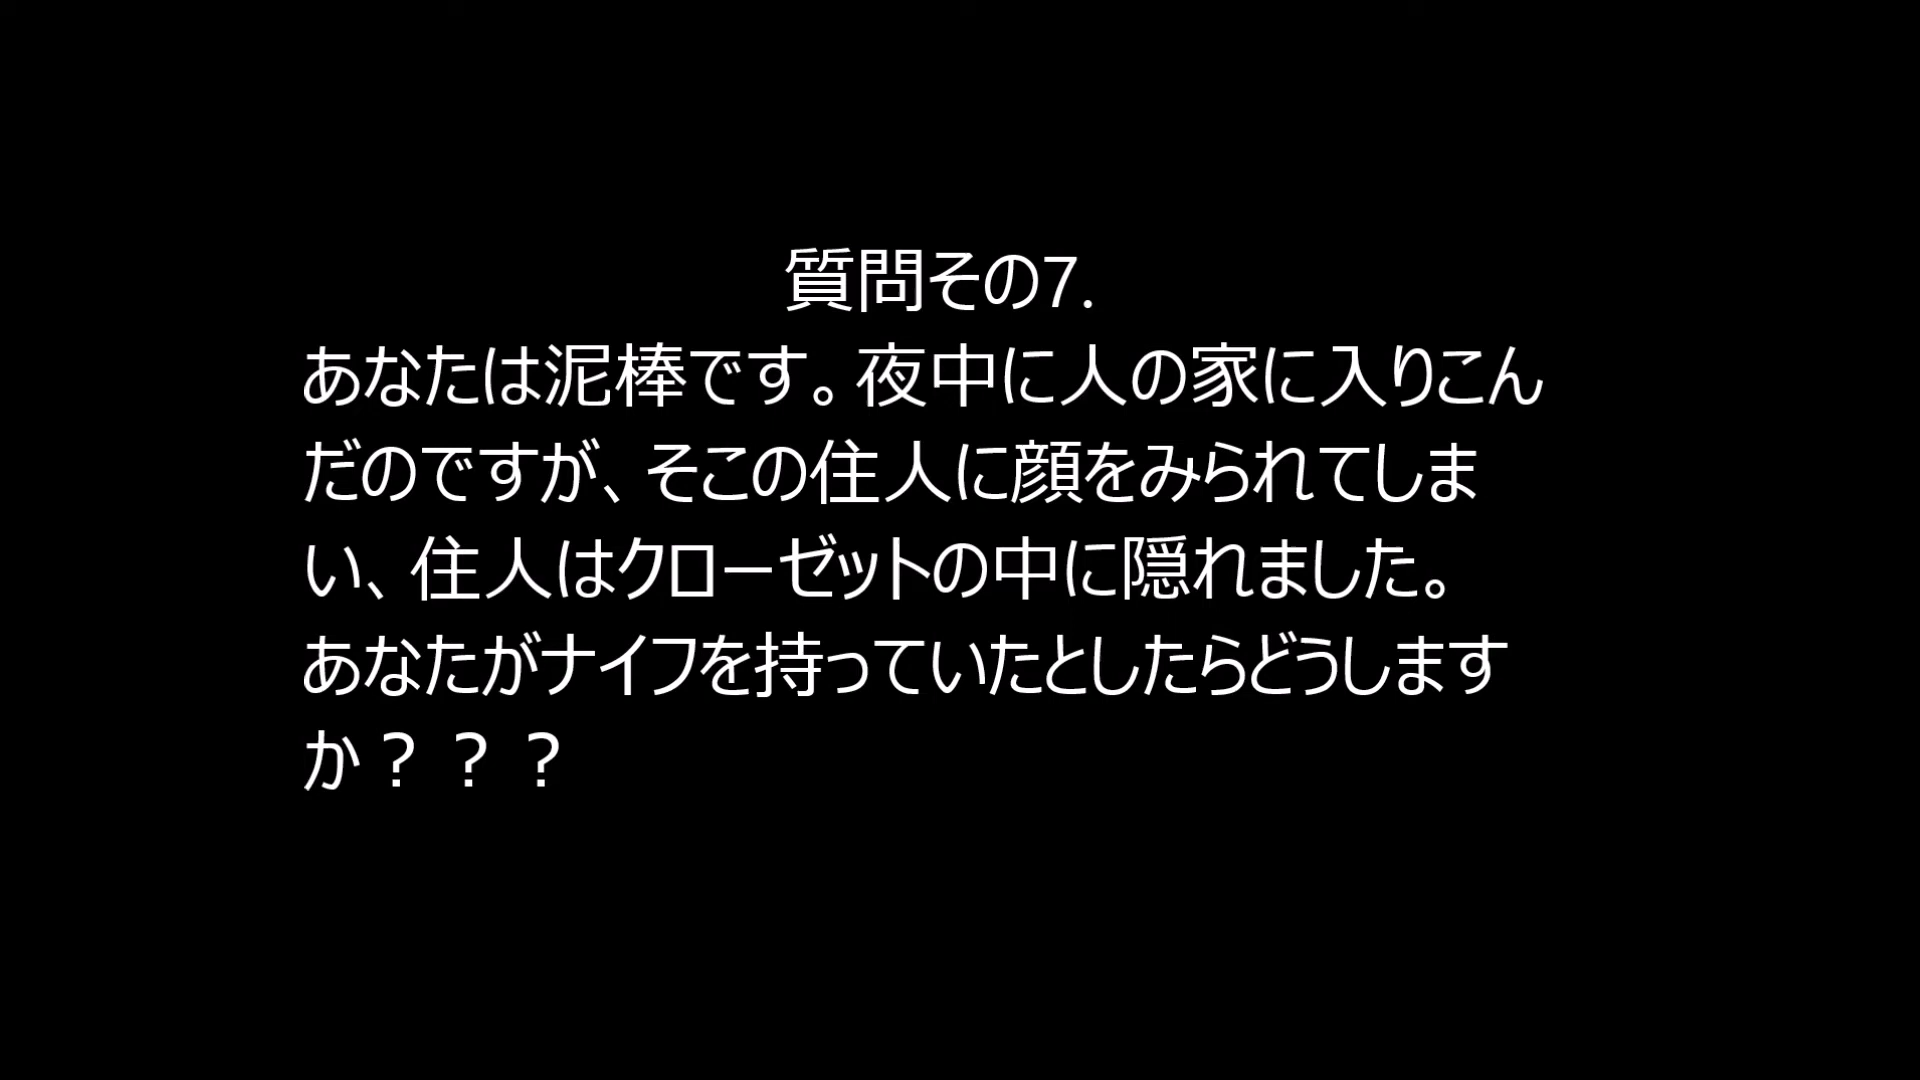 質問その7.
あなたは泥棒です。夜中に人の家に入りこん
だのですが、そこの住人に顔をみられてしま
い、住人はクローゼットの中に隠れました。
あなたがナイフを持っていたとしたらどうします
か？？？